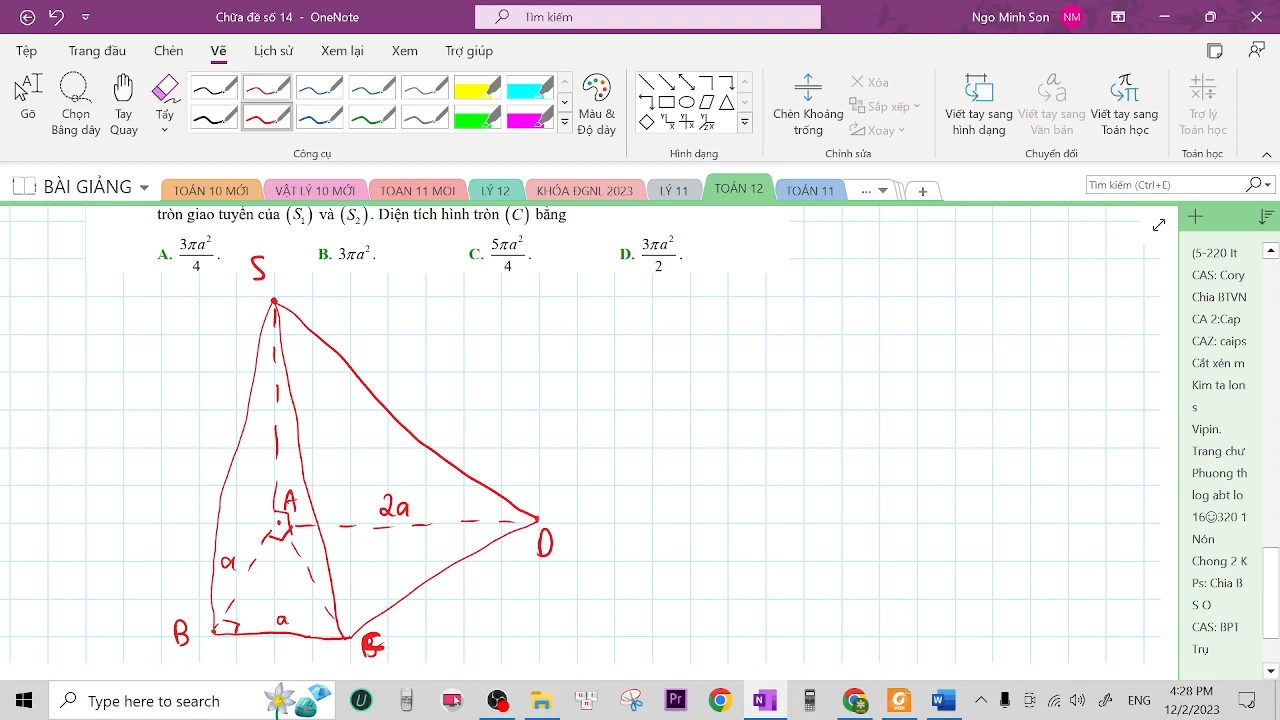 Chữa đề số 14 - OneNote
Tìm kiếm
Ngo Minh Son
NM
Tệp
Trang đầu
Chèn
Vẽ
Lịch sử
Xem lại
Xem
Trợ giúp
Gõ
Chọn Bằng dây
Tay Quay
Tẩy
Màu & Độ dày
Chèn Khoảng trống
Xóa
Sắp xếp
Xoay
Viết tay sang hình dạng
Viết tay sang Văn bản
Viết tay sang Toán học
Tự lý Toán học
Công cụ
Hình dạng
Chỉnh sửa
Chuyển đổi
Toán học
BÀI GIẢNG
TOÁN 10 MỚI
VẬT LÝ 10 MỚI
TOAN 11 MOI
LÝ 12
KHÓA ĐGNL 2023
LÝ 11
TOÁN 12
TOÁN 11
...
Tìm kiếm (Ctrl+E)
tròn giao tuyến của (S₁) và (S₂). Diện tích hình tròn (C) bằng
A. 3πa²/4 .
B. 3πa² .
C. 5πa²/4 .
D. 3πa²/2 .
S
A
2a
D
a
a
B
(5-220 lt
CAS: Cory
Chia BTVN
CA 2:Cap
CAZ: caips
Cắt xén m
Kim ta lon
s
Vipin.
Trang chư
Phuong th
log abt lo
16☺320 1
Nón
Chong 2 K
Ps: Chia B
S O
CAS: BPT
Trụ
Type here to search
Pr
N
W
ENG
4:28 PM
12/2/2023